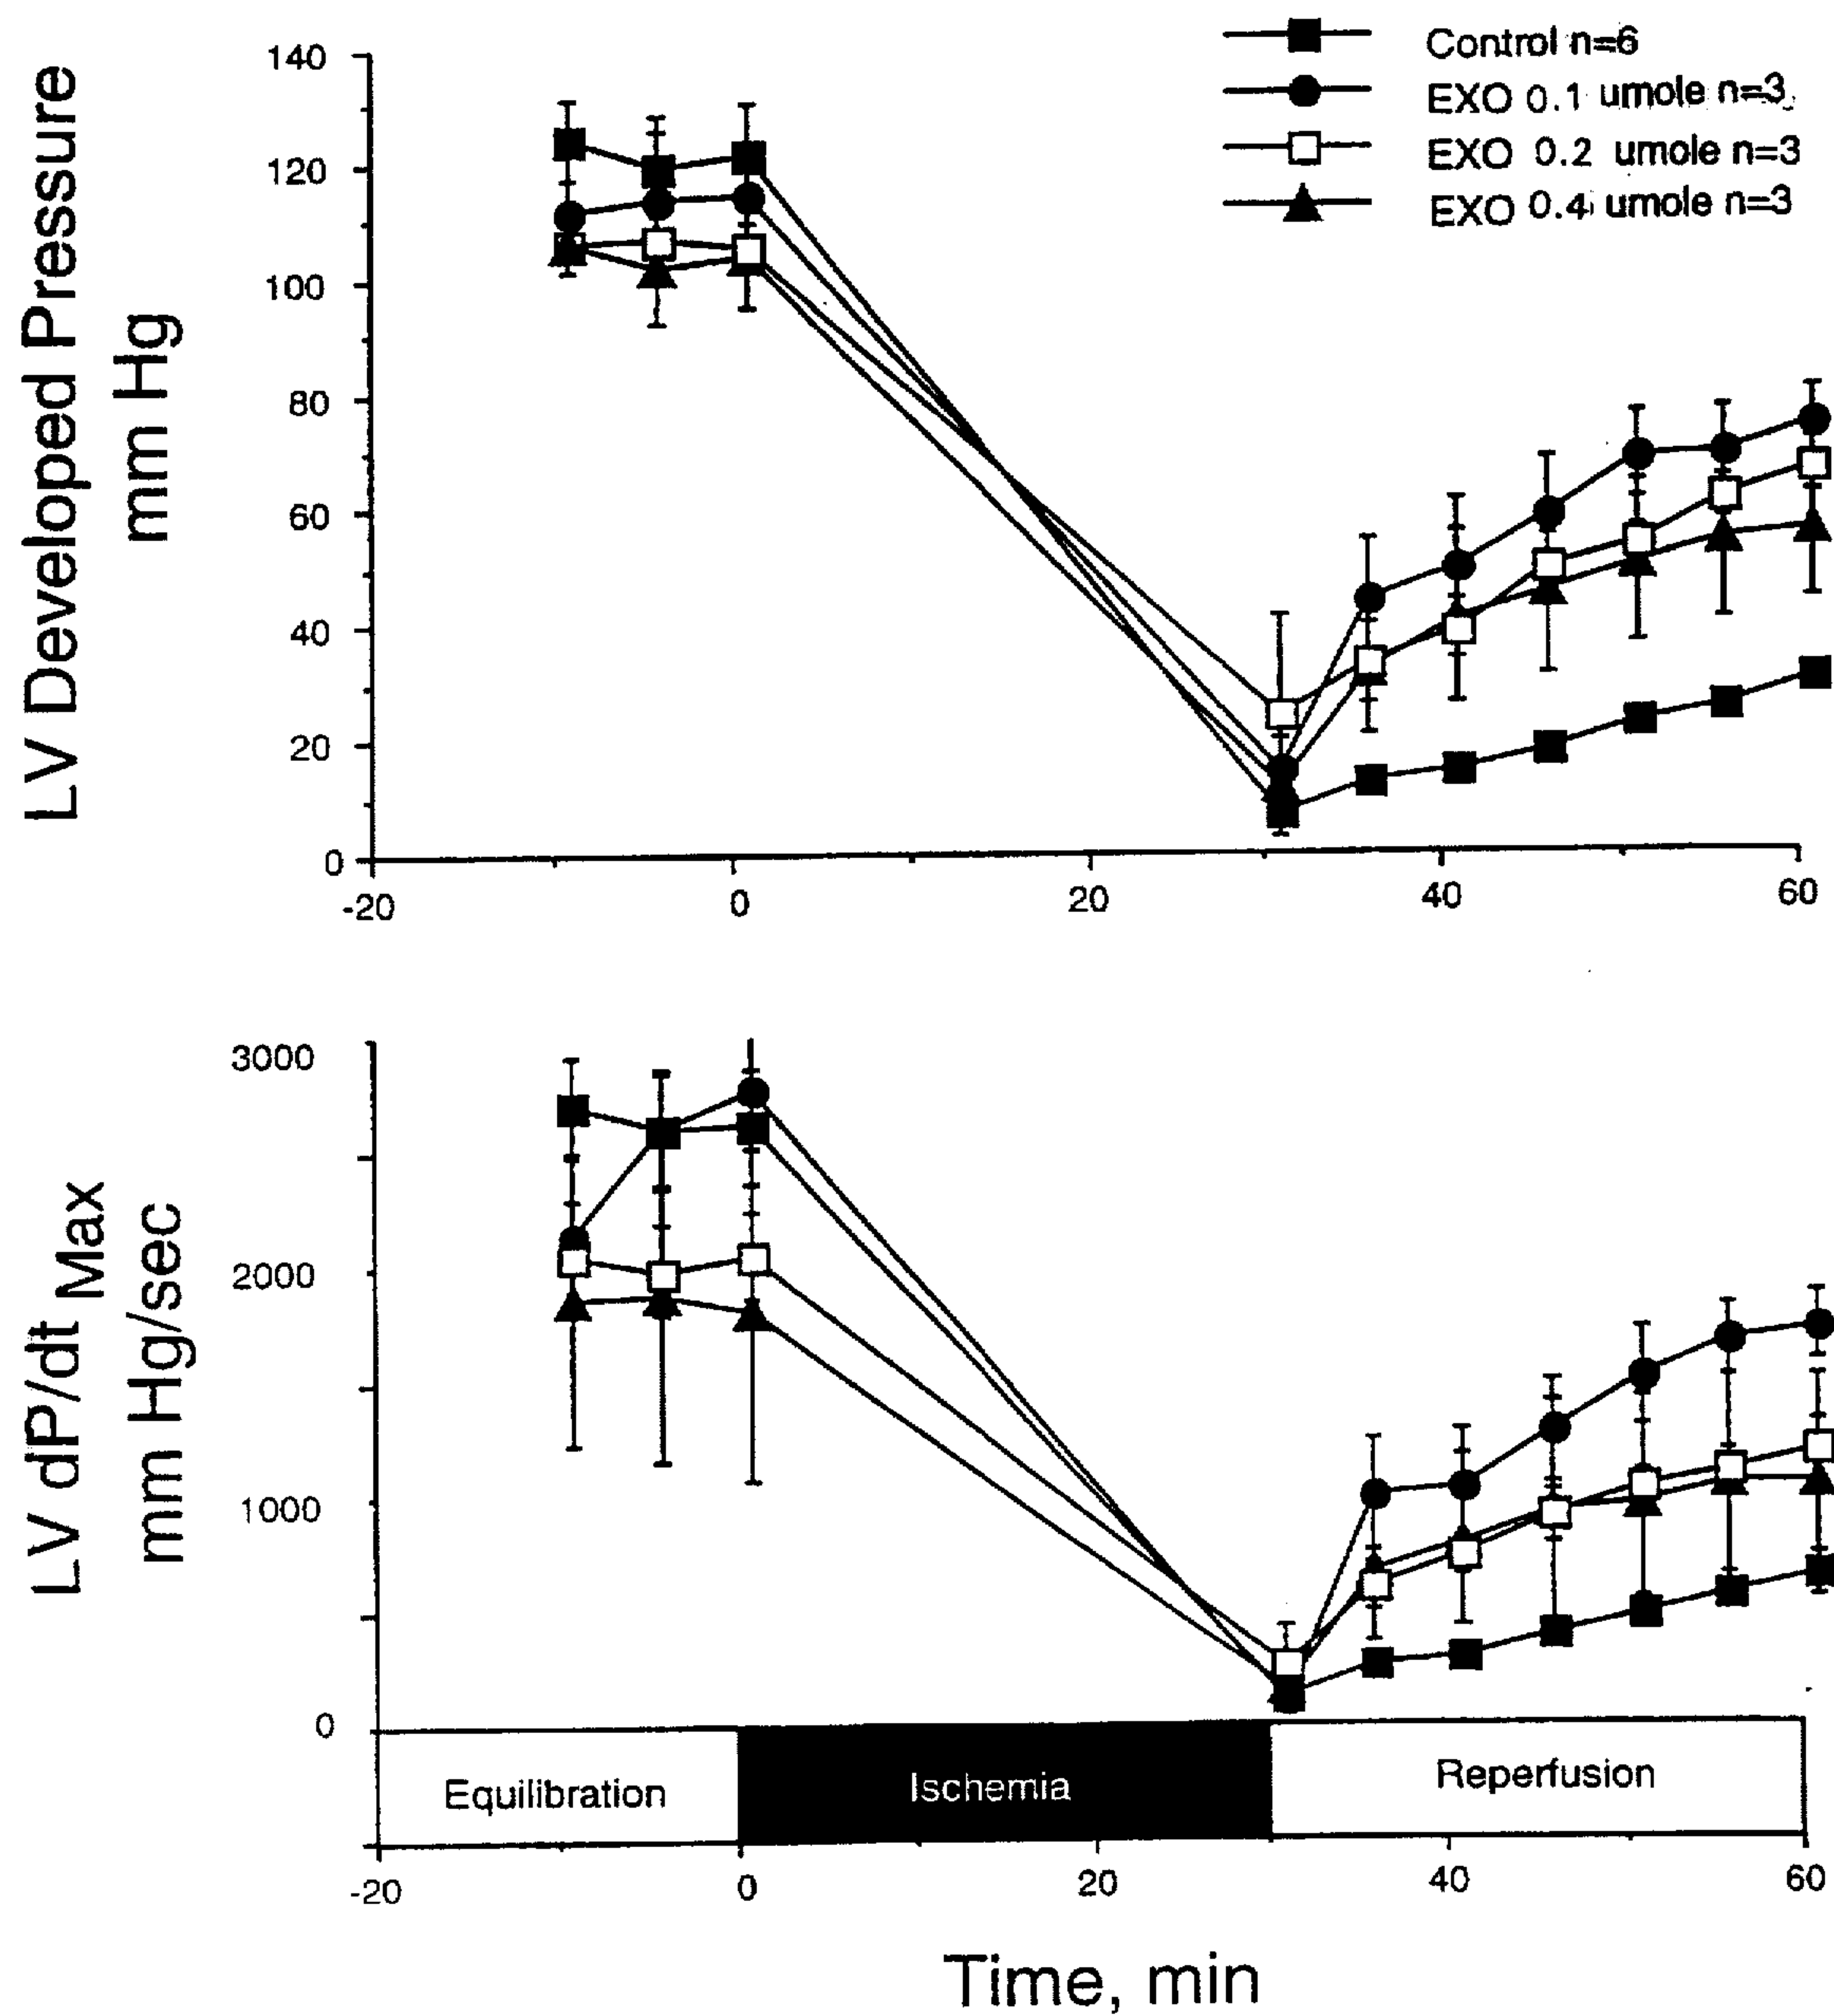 Control n=6
EXO 0.1 umole n=3
EXO 0.2 umole n=3
EXO 0.4 umole n=3
LV Developed Pressure
mm Hg
140
120
100
80
60
40
20
0
-20
0
20
40
60
LV dP/dt Max
mm Hg/sec
3000
2000
1000
0
Equilibration
Ischemia
Reperfusion
-20
0
20
40
60
Time, min